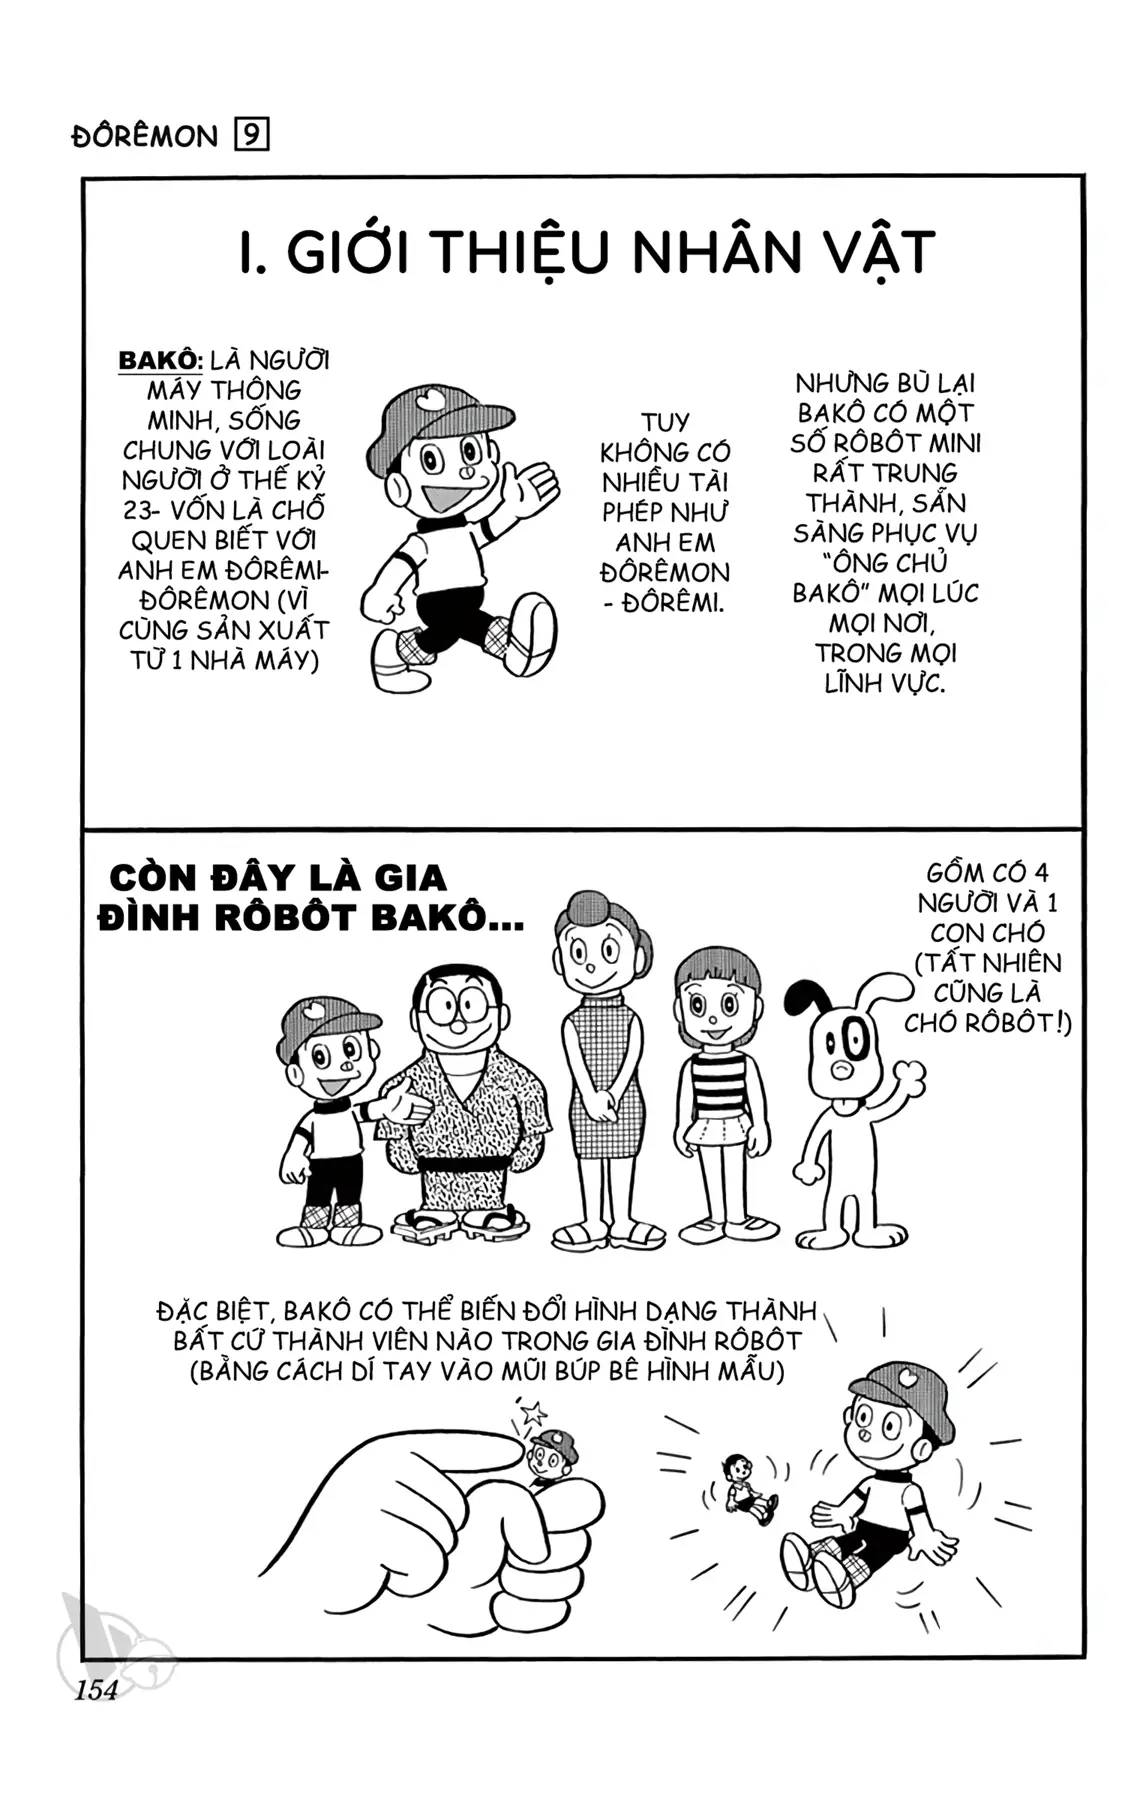 ĐÔRÊMON 9
I. GIỚI THIỆU NHÂN VẬT
BAKÔ: LÀ NGƯỜI
MÁY THÔNG
MINH, SỐNG
CHUNG VỚI LOÀI
NGƯỜI Ở THẾ KỶ
23- VỐN LÀ CHỖ
QUEN BIẾT VỚI
ANH EM ĐÔRÊMI-
ĐÔRÊMON (VÌ
CÙNG SẢN XUẤT
TỪ 1 NHÀ MÁY)
TUY
KHÔNG CÓ
NHIỀU TÀI
PHÉP NHƯ
ANH EM
ĐÔRÊMON
- ĐÔRÊMI.
NHƯNG BÙ LẠI
BAKÔ CÓ MỘT
SỐ RÔBÔT MINI
RẤT TRUNG
THÀNH, SẴN
SÀNG PHỤC VỤ
“ÔNG CHỦ
BAKÔ” MỌI LÚC
MỌI NƠI,
TRONG MỌI
LĨNH VỰC.
CÒN ĐÂY LÀ GIA
ĐÌNH RÔBÔT BAKÔ...
GỒM CÓ 4
NGƯỜI VÀ 1
CON CHÓ
(TẤT NHIÊN
CŨNG LÀ
CHÓ RÔBÔT!)
ĐẶC BIỆT, BAKÔ CÓ THỂ BIẾN ĐỔI HÌNH DẠNG THÀNH
BẤT CỨ THÀNH VIÊN NÀO TRONG GIA ĐÌNH RÔBÔT
(BẰNG CÁCH DÍ TAY VÀO MŨI BÚP BÊ HÌNH MẪU)
154